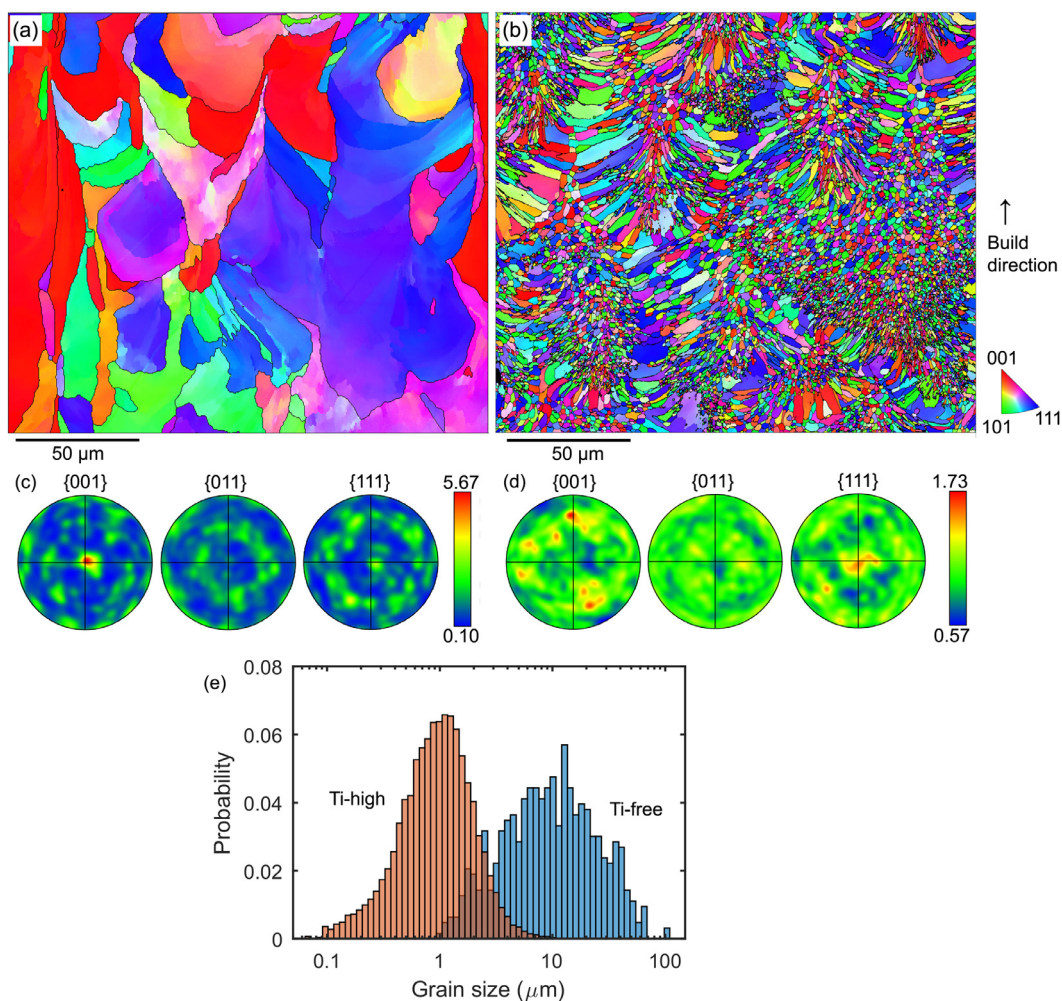 (a)
(b)
↑
Build
direction
001
101
111
50 μm
50 μm
(c)
{001}
{011}
{111}
5.67
0.10
(d)
{001}
{011}
{111}
1.73
0.57
(e)
0.08
0.06
0.04
0.02
0
Probability
Ti-high
Ti-free
0.1
1
10
100
Grain size (μm)